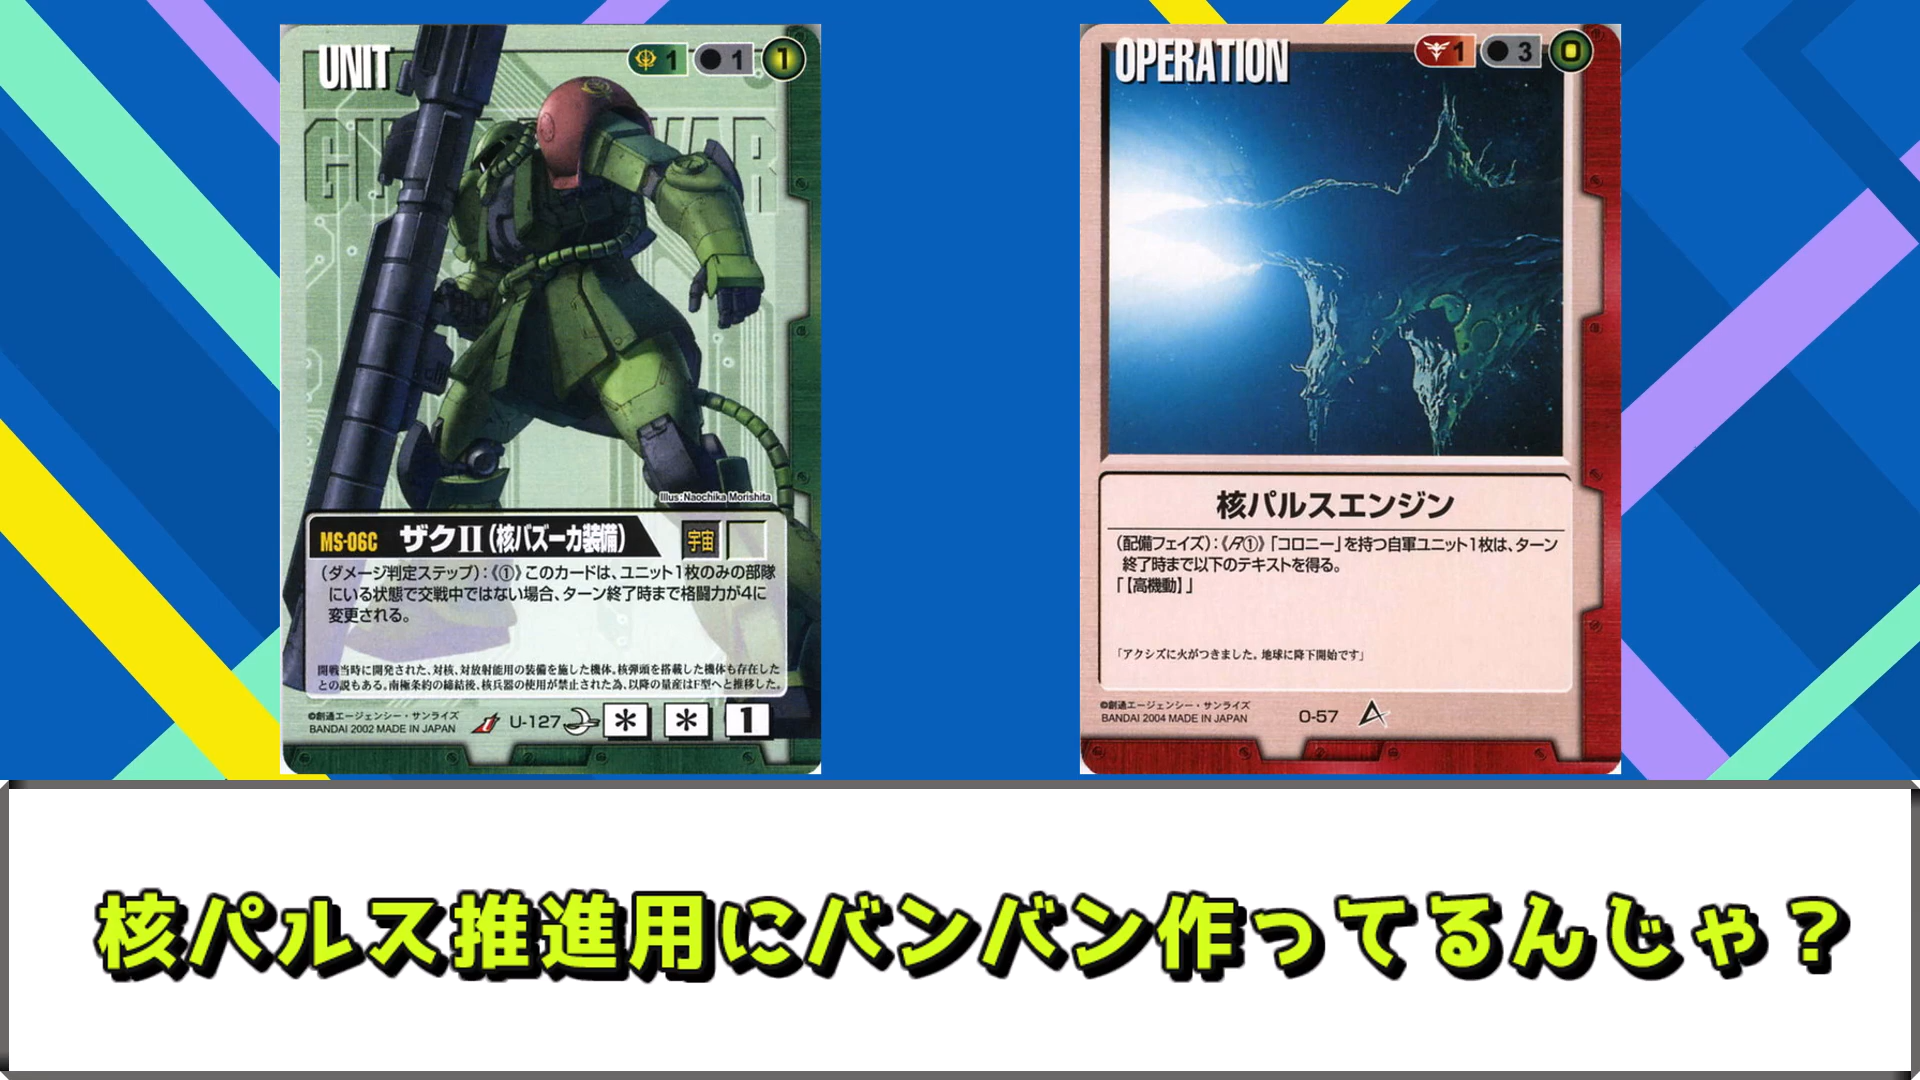 UNIT
1 1 1
GUNDAM WAR
Illus: Naochika Morishita
MS-06C ザクⅡ(核バズーカ装備) 宇宙
(ダメージ判定ステップ):《①》このカードは、ユニット1枚のみの部隊
にいる状態で交戦中ではない場合、ターン終了時まで格闘力が4に
変更される。
開戦当時に開発された、対核、対放射能用の装備を施した機体。核弾頭を搭載した機体も存在した
との説もある。南極条約の締結後、核兵器の使用が禁止された為、以降の量産はF型へと推移した。
©創通エージェンシー・サンライズ
BANDAI 2002 MADE IN JAPAN
U-127 * * 1
OPERATION
1 3 0
核パルスエンジン
(配備フェイズ):《①》「コロニー」を持つ自軍ユニット1枚は、ターン
終了時まで以下のテキストを得る。
「【高機動】」
「アクシズに火がつきました。地球に降下開始です」
©創通エージェンシー・サンライズ
BANDAI 2004 MADE IN JAPAN
O-57
核パルス推進用にバンバン作ってるんじゃ？